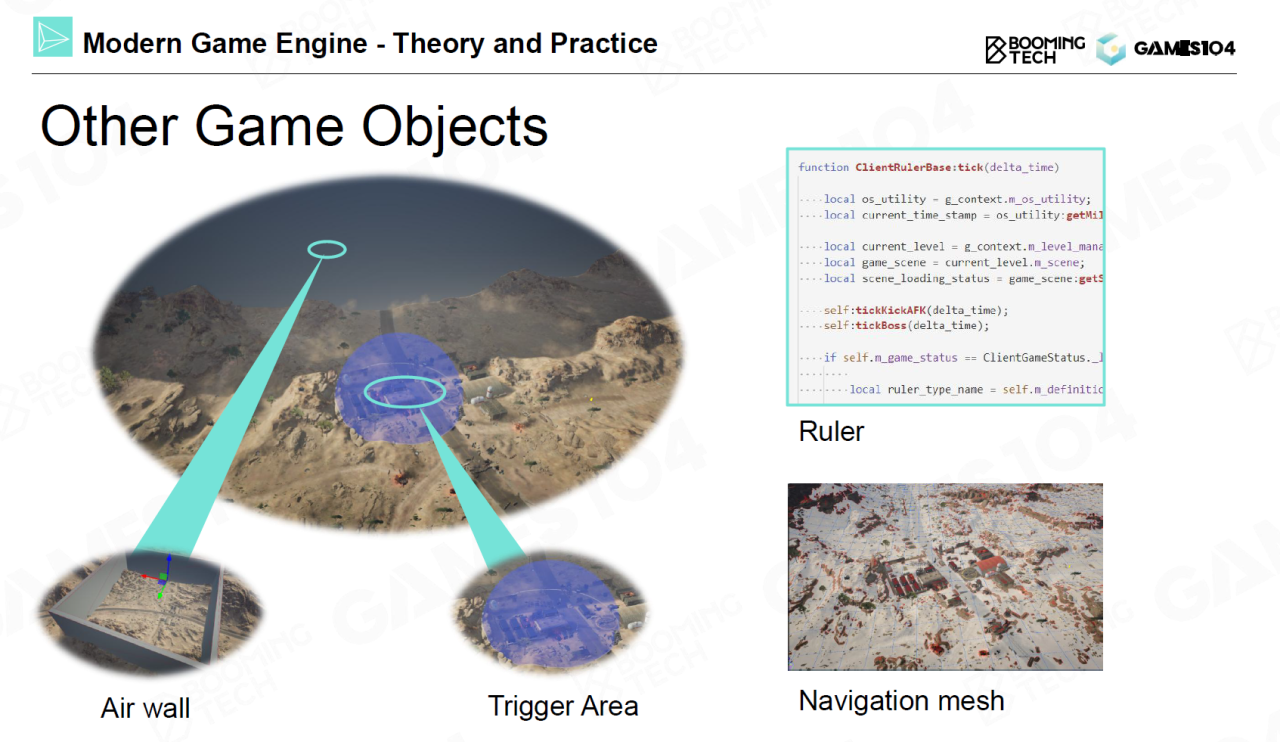 Modern Game Engine - Theory and Practice
BOOMING
TECH
GAMES104
Other Game Objects
function ClientRulerBase:tick(delta_time)
····local os_utility = g_context.m_os_utility;
····local current_time_stamp = os_utility:getMil
····local current_level = g_context.m_level_mana
····local game_scene = current_level.m_scene;
····local scene_loading_status = game_scene:getS
····self:tickKickAFK(delta_time);
····self:tickBoss(delta_time);
····if self.m_game_status == ClientGameStatus._l
········
········local ruler_type_name = self.m_definitio
Ruler
Air wall
Trigger Area
Navigation mesh